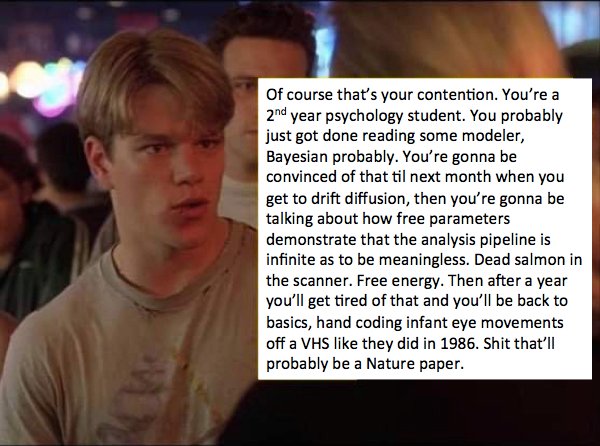 Of course that’s your contention. You’re a
2nd year psychology student. You probably
just got done reading some modeler,
Bayesian probably. You’re gonna be
convinced of that til next month when you
get to drift diffusion, then you’re gonna be
talking about how free parameters
demonstrate that the analysis pipeline is
infinite as to be meaningless. Dead salmon in
the scanner. Free energy. Then after a year
you’ll get tired of that and you’ll be back to
basics, hand coding infant eye movements
off a VHS like they did in 1986. Shit that’ll
probably be a Nature paper.